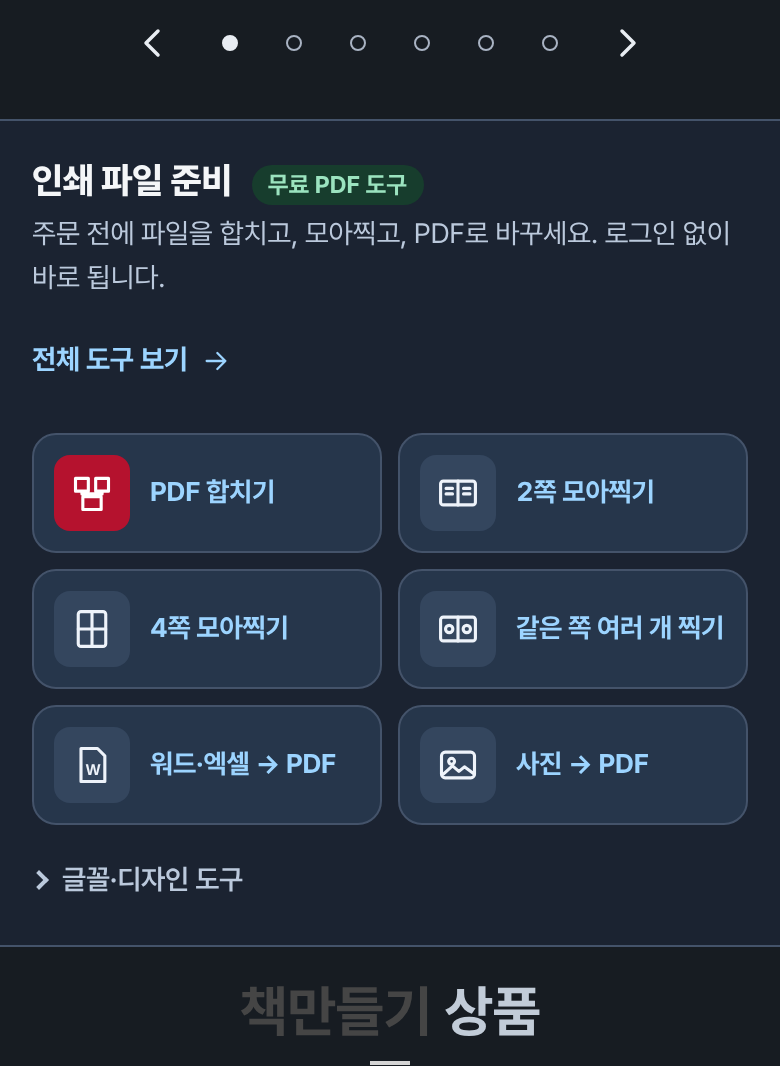 인쇄 파일 준비 무료 PDF 도구
주문 전에 파일을 합치고, 모아찍고, PDF로 바꾸세요. 로그인 없이
바로 됩니다.
전체 도구 보기 →
PDF 합치기
2쪽 모아찍기
4쪽 모아찍기
같은 쪽 여러 개 찍기
W
워드·엑셀 → PDF
사진 → PDF
글꼴·디자인 도구
책만들기 상품